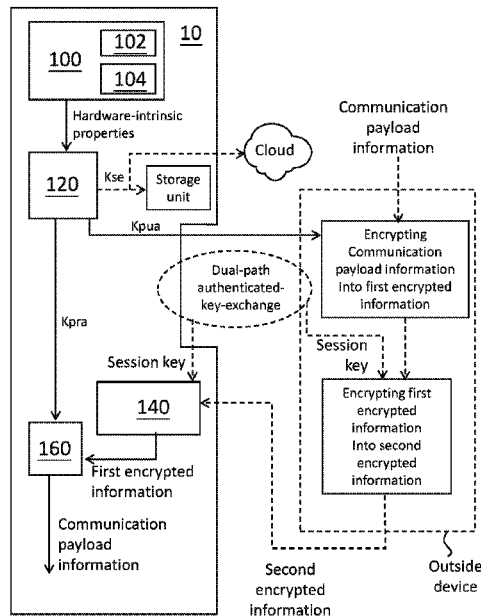 10
100
102
104
Hardware-intrinsic
properties
120
Kse
Storage
unit
Cloud
Communication
payload
information
Kpua
Encrypting
Communication
payload information
Into first encrypted
information
Dual-path
authenticated-
key-exchange
Kpra
Session key
Session
key
140
Encrypting first
encrypted
information
Into second
encrypted
information
160
First encrypted
information
Communication
payload
information
Second
encrypted
information
Outside
device